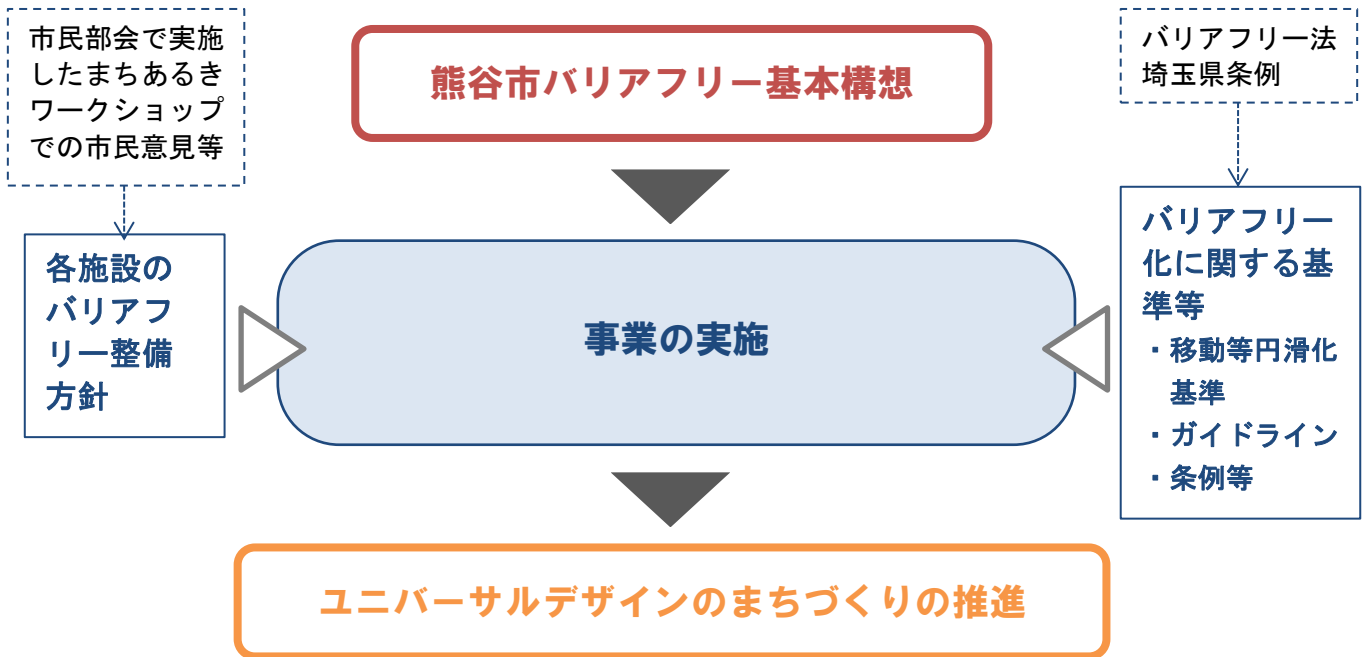 市民部会で実施
したまちあるき
ワークショップ
での市民意見等
熊谷市バリアフリー基本構想
バリアフリー法
埼玉県条例
各施設の
バリアフ
リー整備
方針
事業の実施
バリアフリー
化に関する基
準等
・移動等円滑化
基準
・ガイドライン
・条例等
ユニバーサルデザインのまちづくりの推進